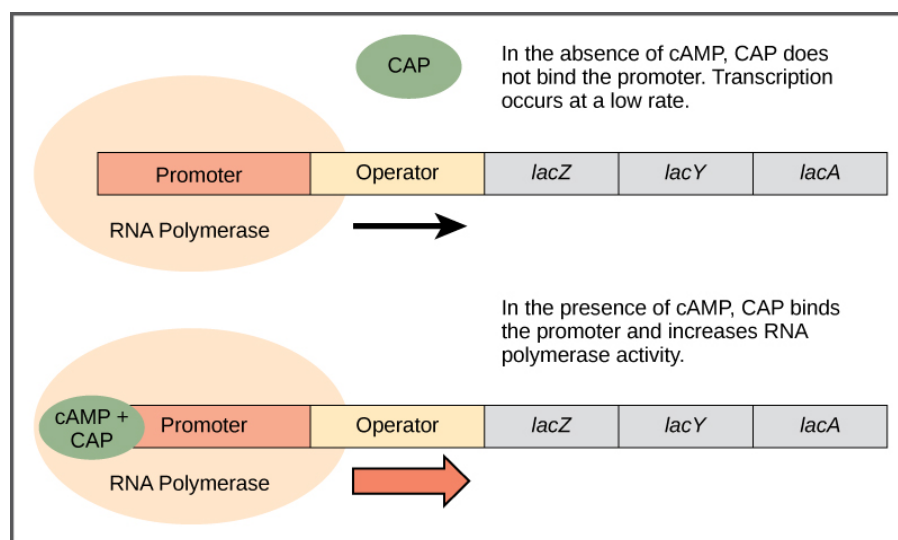 CAP
In the absence of cAMP, CAP does
not bind the promoter. Transcription
occurs at a low rate.
Promoter
Operator
lacZ
lacY
lacA
RNA Polymerase
In the presence of cAMP, CAP binds
the promoter and increases RNA
polymerase activity.
cAMP +
CAP
Promoter
Operator
lacZ
lacY
lacA
RNA Polymerase